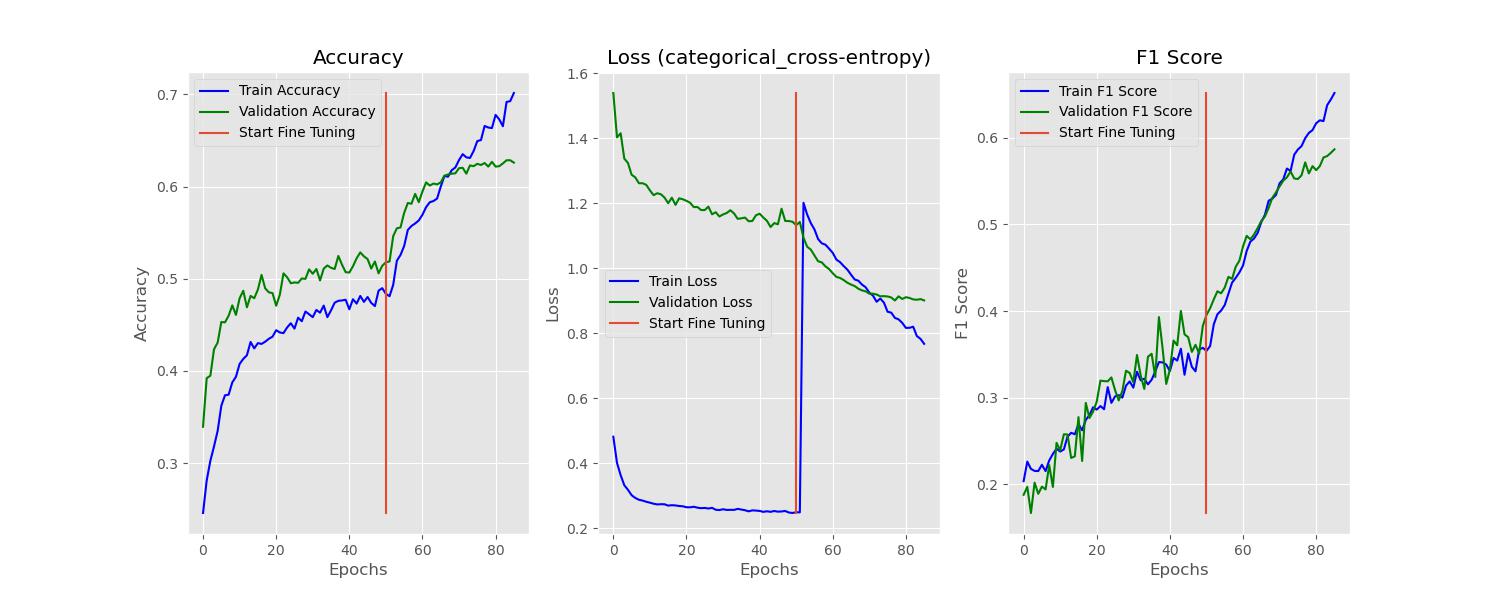 Accuracy
Train Accuracy
Validation Accuracy
Start Fine Tuning
0.7
0.6
0.5
0.4
0.3
Accuracy
0
20
40
60
80
Epochs
Loss (categorical_cross-entropy)
1.6
1.4
1.2
1.0
0.8
0.6
0.4
0.2
Loss
Train Loss
Validation Loss
Start Fine Tuning
0
20
40
60
80
Epochs
F1 Score
Train F1 Score
Validation F1 Score
Start Fine Tuning
0.6
0.5
0.4
0.3
0.2
F1 Score
0
20
40
60
80
Epochs